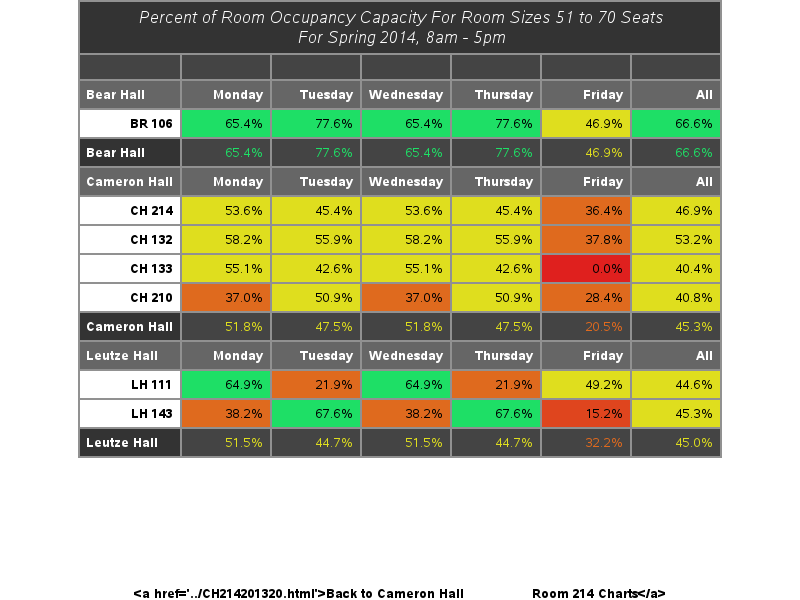 Percent of Room Occupancy Capacity For Room Sizes 51 to 70 Seats
For Spring 2014, 8am - 5pm
Bear Hall Monday Tuesday Wednesday Thursday Friday All
BR 106 65.4% 77.6% 65.4% 77.6% 46.9% 66.6%
Bear Hall 65.4% 77.6% 65.4% 77.6% 46.9% 66.6%
Cameron Hall Monday Tuesday Wednesday Thursday Friday All
CH 214 53.6% 45.4% 53.6% 45.4% 36.4% 46.9%
CH 132 58.2% 55.9% 58.2% 55.9% 37.8% 53.2%
CH 133 55.1% 42.6% 55.1% 42.6% 0.0% 40.4%
CH 210 37.0% 50.9% 37.0% 50.9% 28.4% 40.8%
Cameron Hall 51.8% 47.5% 51.8% 47.5% 20.5% 45.3%
Leutze Hall Monday Tuesday Wednesday Thursday Friday All
LH 111 64.9% 21.9% 64.9% 21.9% 49.2% 44.6%
LH 143 38.2% 67.6% 38.2% 67.6% 15.2% 45.3%
Leutze Hall 51.5% 44.7% 51.5% 44.7% 32.2% 45.0%
<a href='../CH214201320.html'>Back to Cameron Hall Room 214 Charts</a>